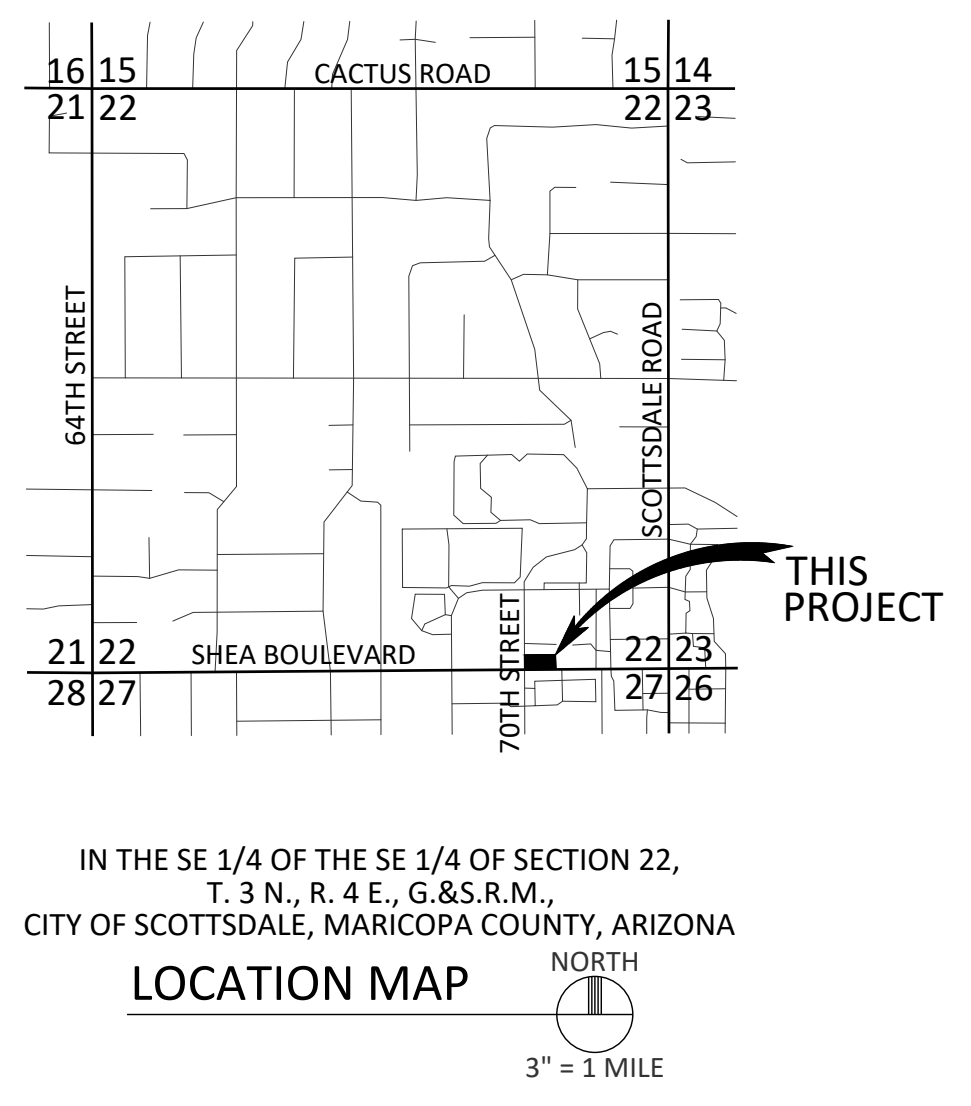 16 15 CACTUS ROAD 15 14
21 22 22 23
64TH STREET
SCOTTSDALE ROAD
THIS
PROJECT
70TH STREET
21 22 SHEA BOULEVARD 22 23
28 27 27 26
IN THE SE 1/4 OF THE SE 1/4 OF SECTION 22,
T. 3 N., R. 4 E., G.&S.R.M.,
CITY OF SCOTTSDALE, MARICOPA COUNTY, ARIZONA
LOCATION MAP
NORTH
3" = 1 MILE